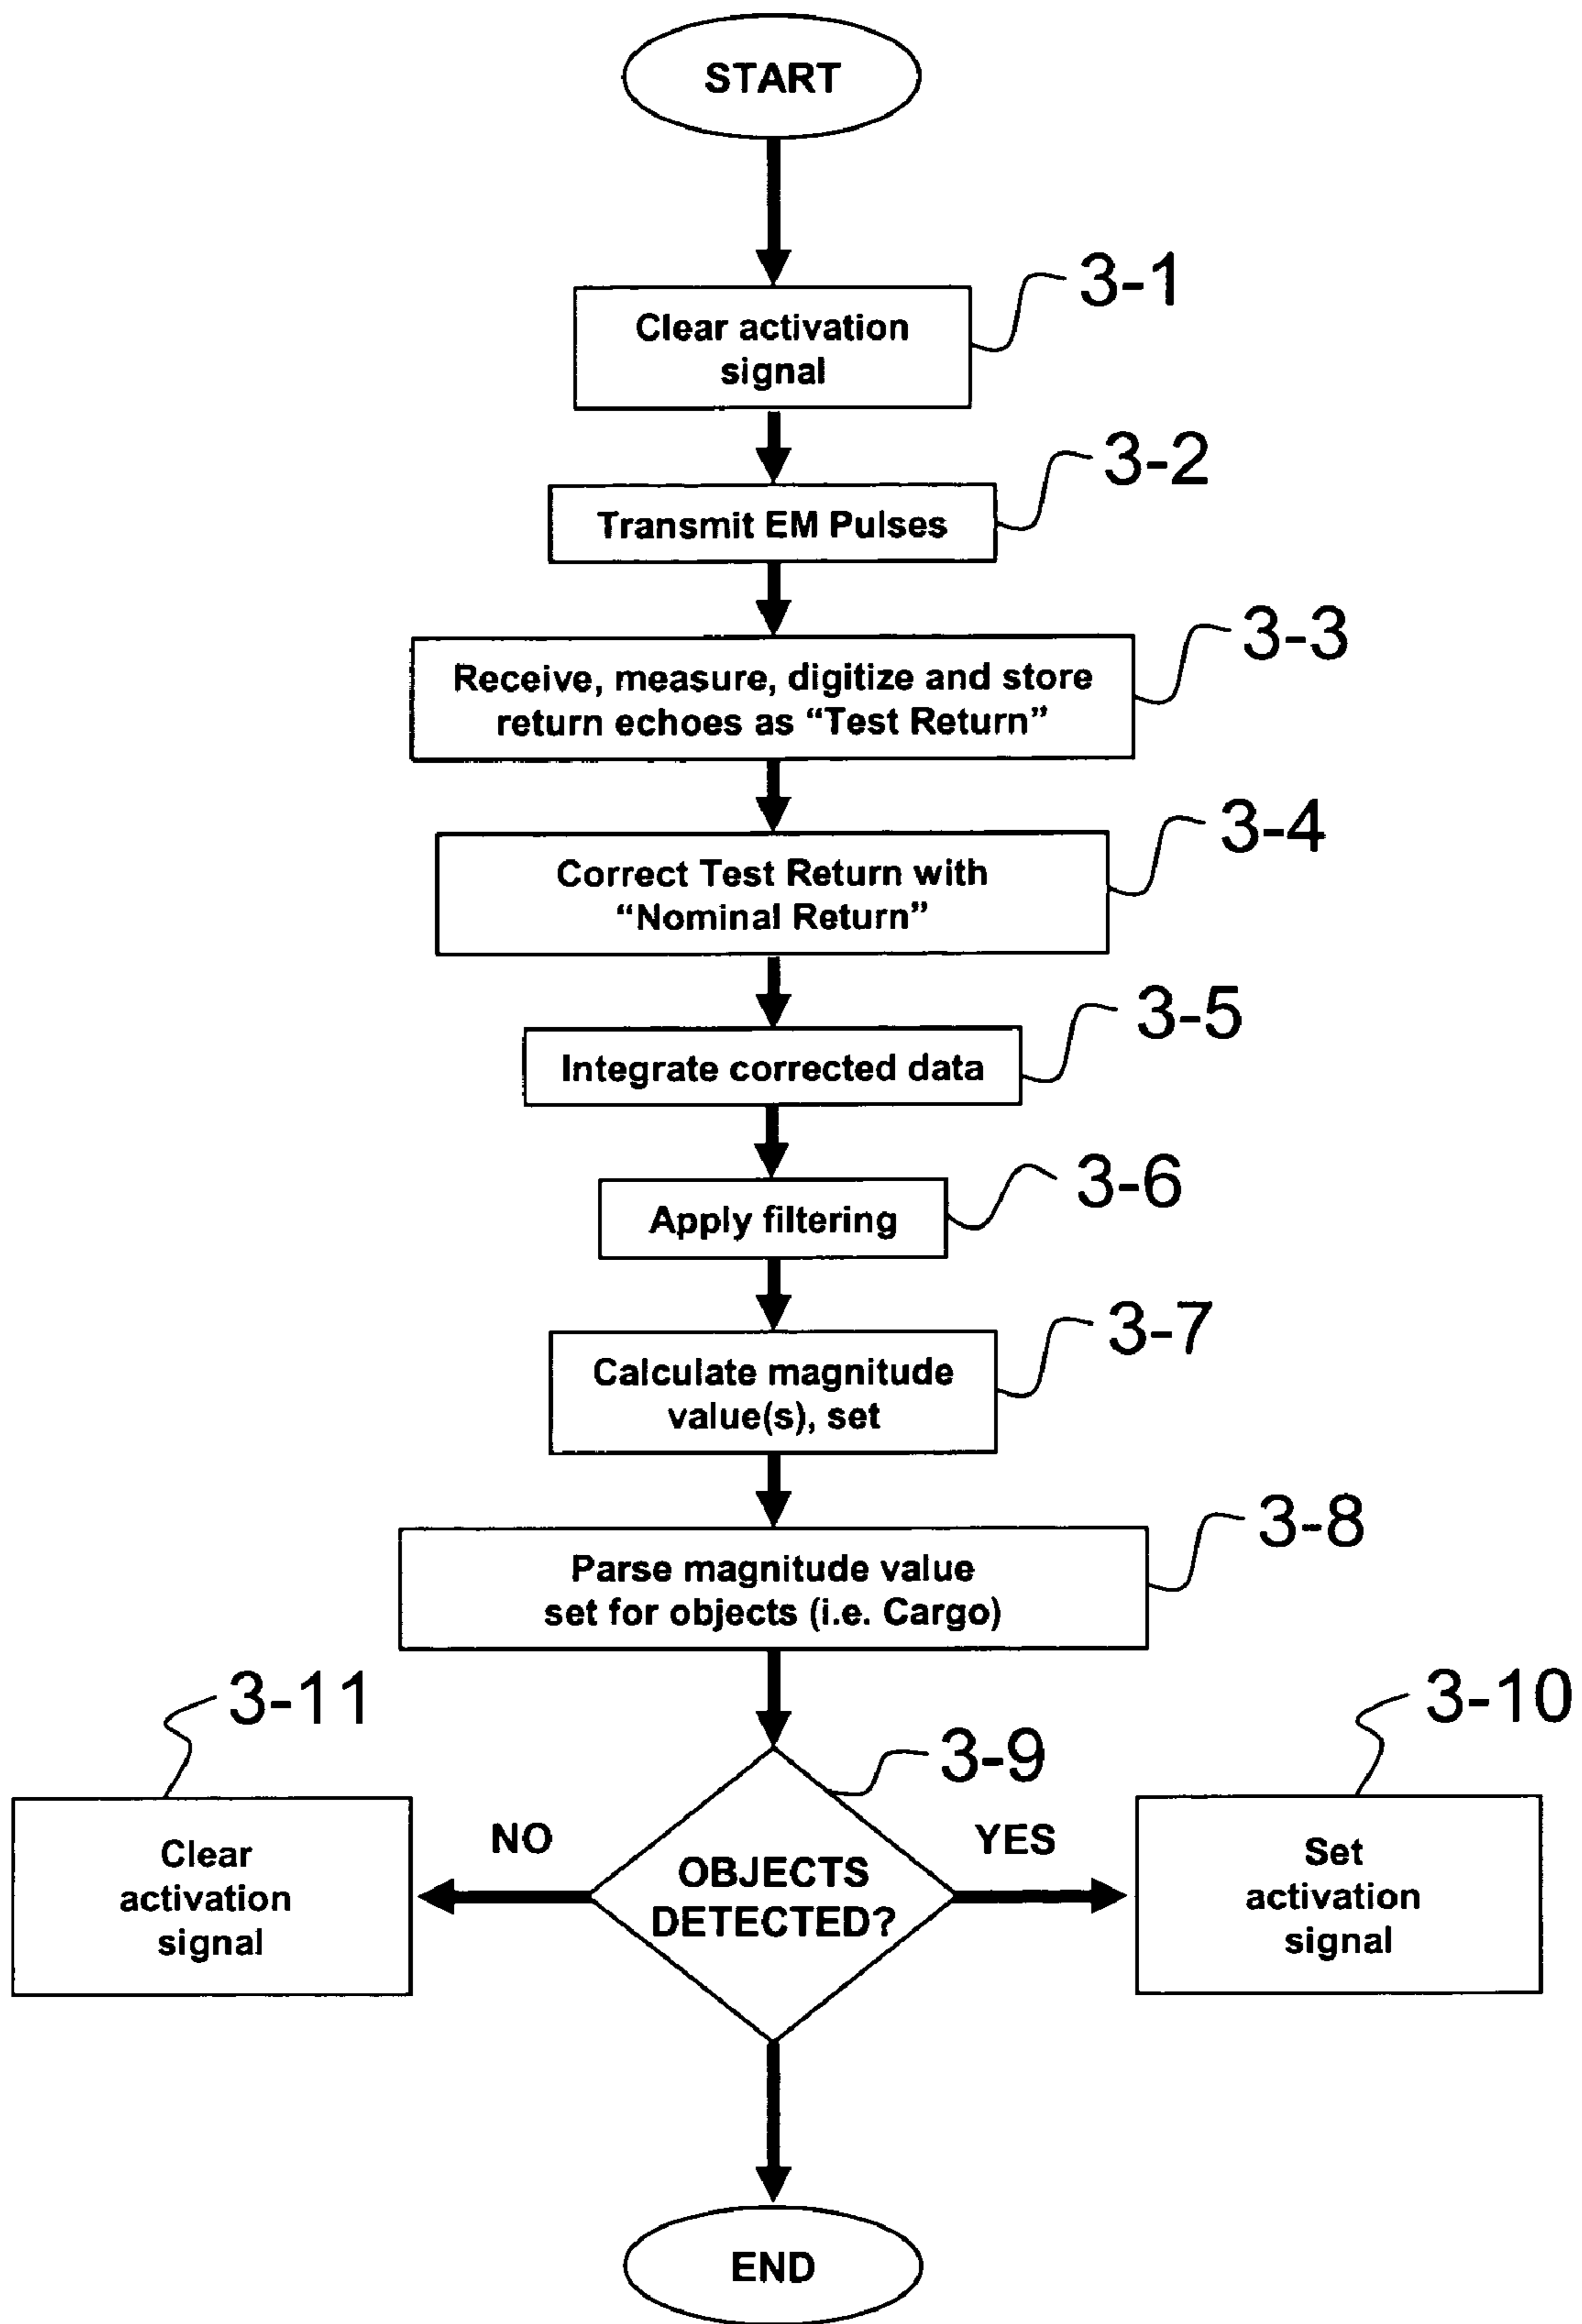 START
3-1
Clear activation
signal
3-2
Transmit EM Pulses
3-3
Receive, measure, digitize and store
return echoes as “Test Return”
3-4
Correct Test Return with
“Nominal Return”
3-5
Integrate corrected data
3-6
Apply filtering
3-7
Calculate magnitude
value(s), set
3-8
Parse magnitude value
set for objects (i.e. Cargo)
3-11
3-10
3-9
Clear
activation
signal
NO
OBJECTS
DETECTED?
YES
Set
activation
signal
END